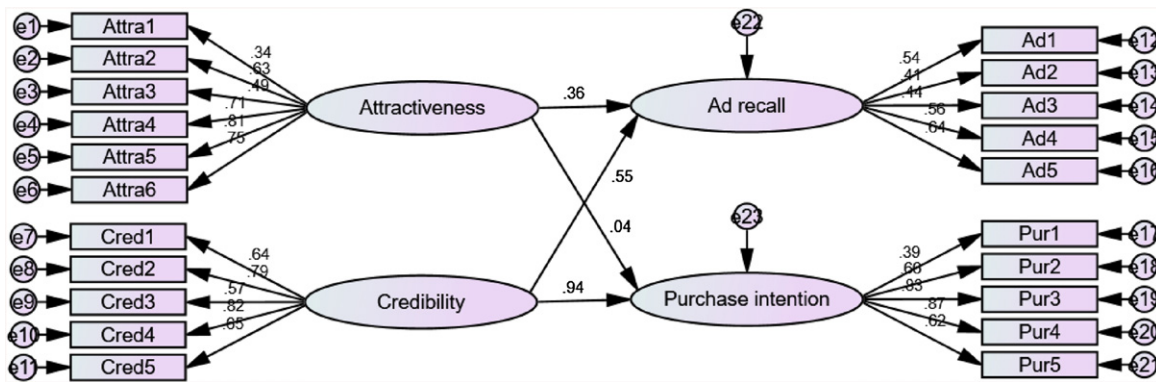 e1 Attra1
e2 Attra2
e3 Attra3
e4 Attra4
e5 Attra5
e6 Attra6
.34
.63
.49
.71
.81
.75
Attractiveness
e7 Cred1
e8 Cred2
e9 Cred3
e10 Cred4
e11 Cred5
.64
.79
.57
.82
.65
Credibility
.36
.55
.04
.94
e22
Ad recall
e23
Purchase intention
.54
.41
.44
.56
.64
Ad1 e12
Ad2 e13
Ad3 e14
Ad4 e15
Ad5 e16
.39
.66
.93
.87
.62
Pur1 e17
Pur2 e18
Pur3 e19
Pur4 e20
Pur5 e21